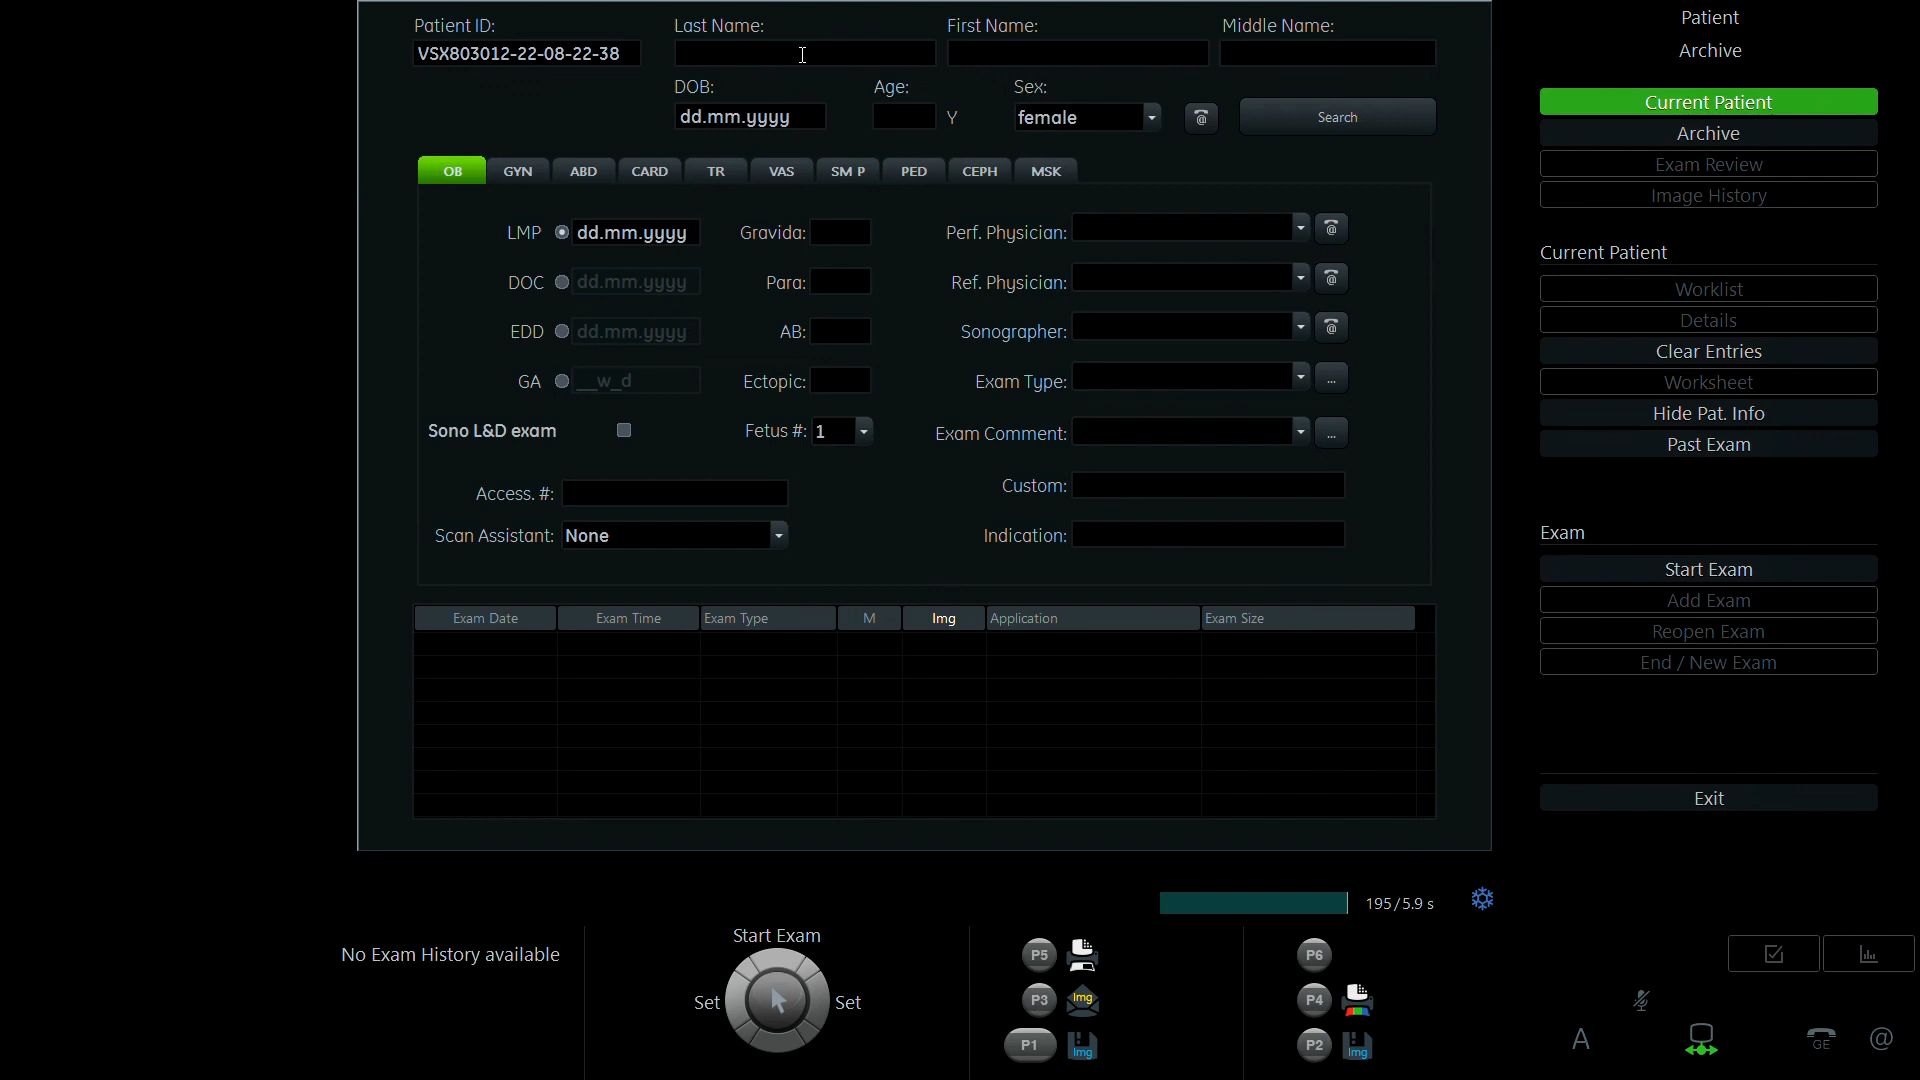 Patient ID: Last Name: First Name: Middle Name:
VSX803012-22-08-22-38
DOB: Age: Sex:
dd.mm.yyyy Y female Search
OB GYN ABD CARD TR VAS SM P PED CEPH MSK
LMP dd.mm.yyyy Gravida: Perf. Physician:
DOC dd.mm.yyyy Para: Ref. Physician:
EDD dd.mm.yyyy AB: Sonographer:
GA __w_d Ectopic: Exam Type: ...
Sono L&D exam Fetus #: 1 Exam Comment: ...
Access. #: Custom:
Scan Assistant: None Indication:
Exam Date Exam Time Exam Type M Img Application Exam Size
Patient
Archive
Current Patient
Archive
Exam Review
Image History
Current Patient
Worklist
Details
Clear Entries
Worksheet
Hide Pat. Info
Past Exam
Exam
Start Exam
Add Exam
Reopen Exam
End / New Exam
Exit
195/5.9 s
No Exam History available
Start Exam
Set Set
P5
P3 Img
P1 Img
P6
P4
P2 Img
A GE @